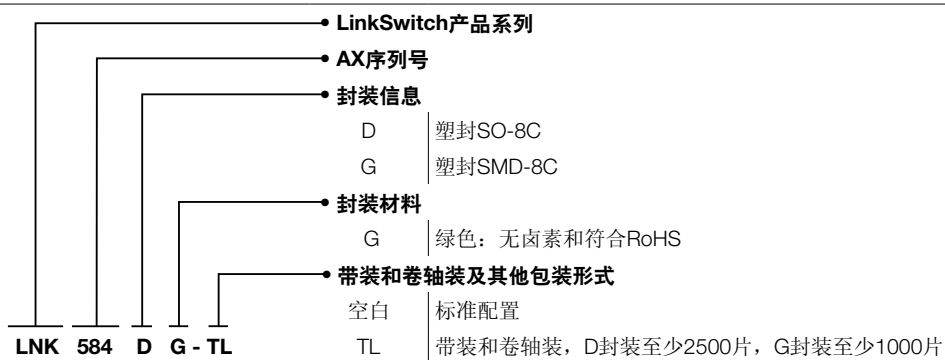 LinkSwitch产品系列
AX序列号
封装信息
D 塑封SO-8C
G 塑封SMD-8C
封装材料
G 绿色：无卤素和符合RoHS
带装和卷轴装及其他包装形式
空白 标准配置
LNK 584 D G - TL TL 带装和卷轴装，D封装至少2500片，G封装至少1000片